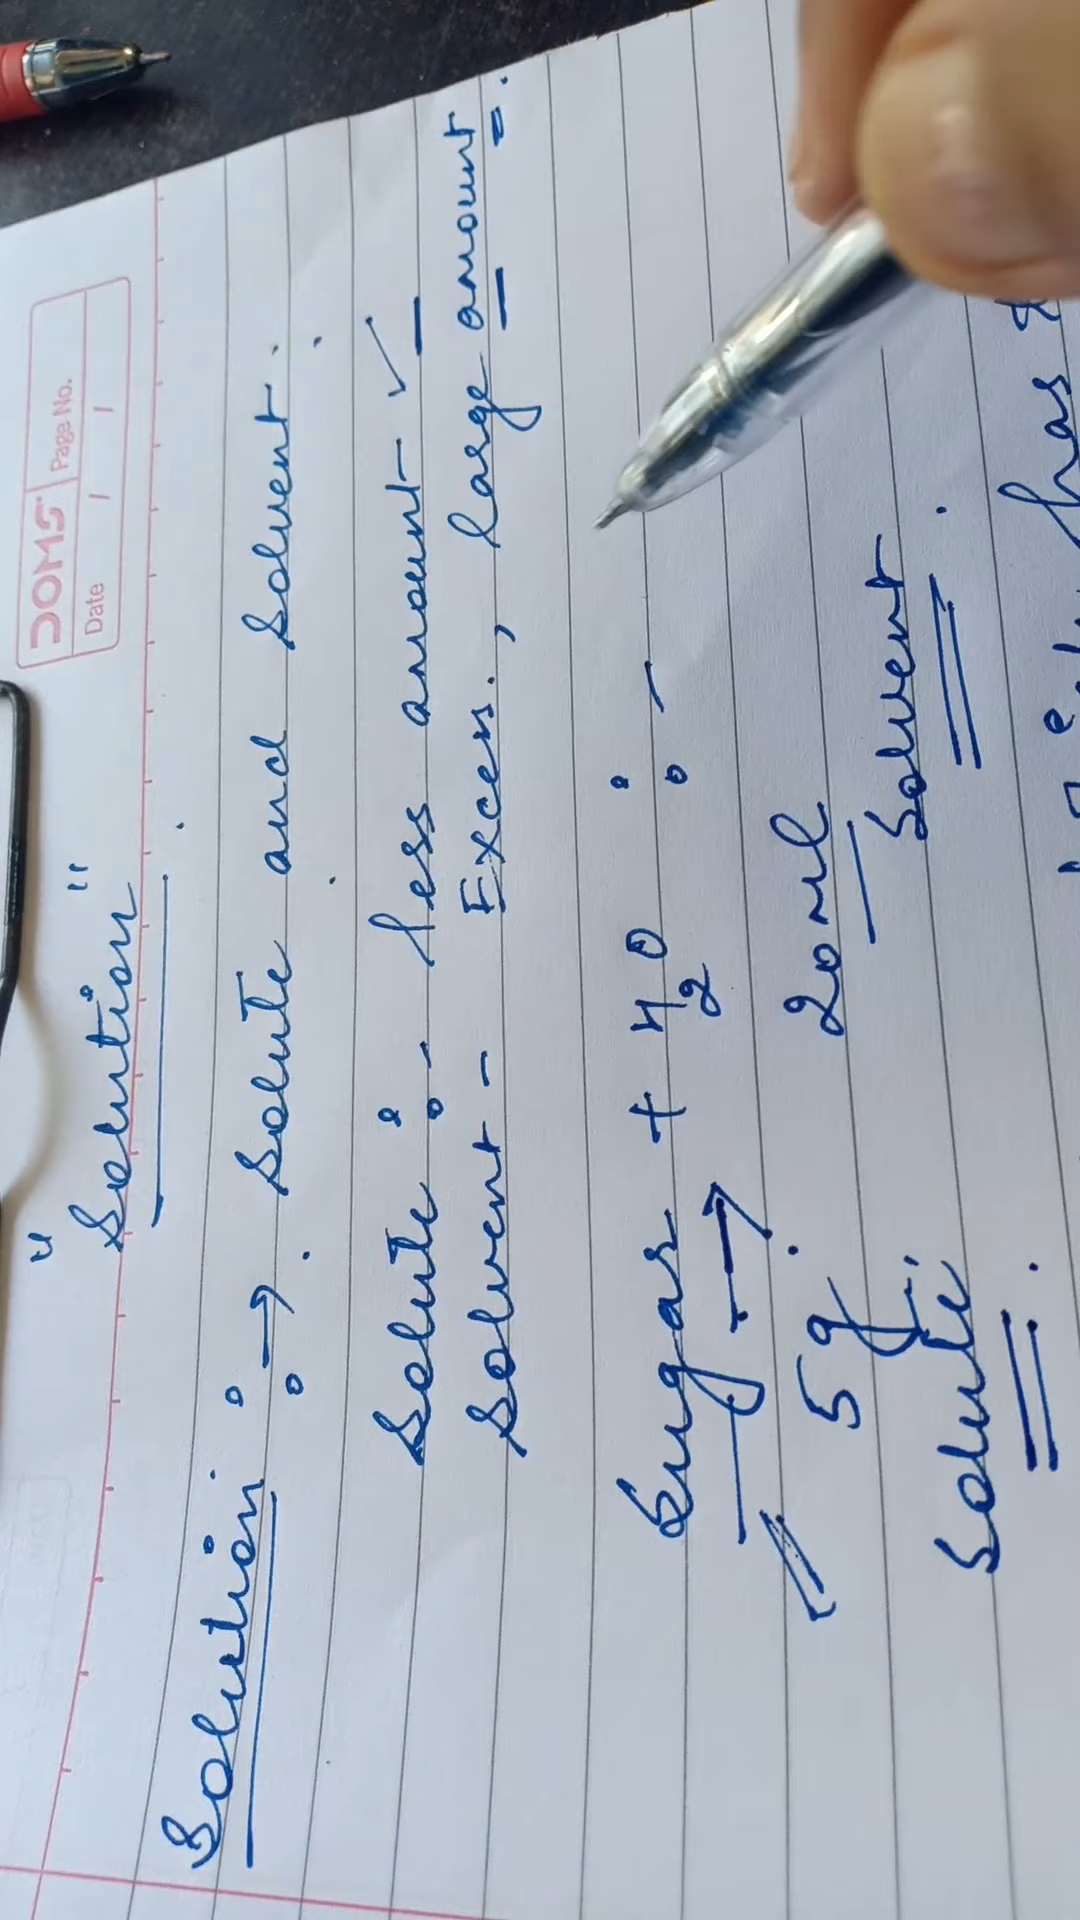 DOMS Page No.
Date / /
" Solution "
Solution :→ Solute and Solvent.
Solute :- less amount ✓
Solvent - Excess., large amount.
Sugar + H2O :-
5g 20ml
Solute Solvent
has